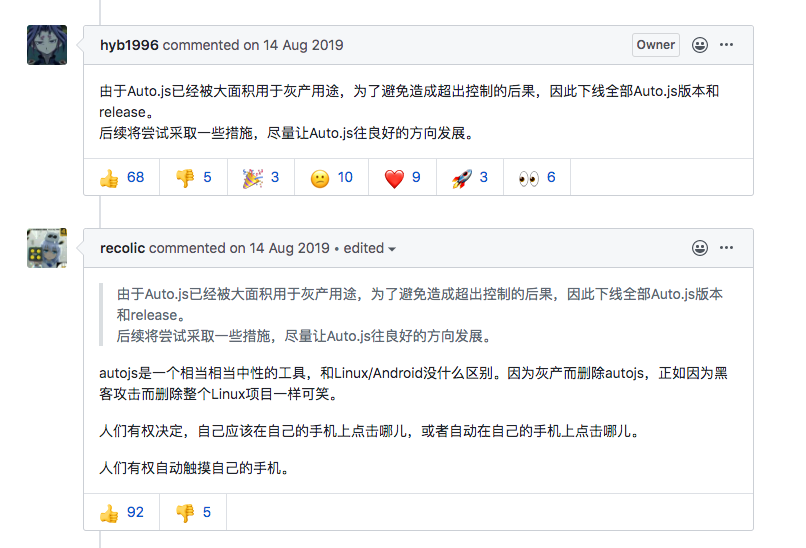 hyb1996 commented on 14 Aug 2019 Owner
由于Auto.js已经被大面积用于灰产用途，为了避免造成超出控制的后果，因此下线全部Auto.js版本和
release。
后续将尝试采取一些措施，尽量让Auto.js往良好的方向发展。
👍 68 👎 5 🎉 3 😕 10 ❤️ 9 🚀 3 👀 6
recolic commented on 14 Aug 2019 • edited
由于Auto.js已经被大面积用于灰产用途，为了避免造成超出控制的后果，因此下线全部Auto.js版本
和release。
后续将尝试采取一些措施，尽量让Auto.js往良好的方向发展。
autojs是一个相当相当中性的工具，和Linux/Android没什么区别。因为灰产而删除autojs，正如因为黑
客攻击而删除整个Linux项目一样可笑。
人们有权决定，自己应该在自己的手机上点击哪儿，或者自动在自己的手机上点击哪儿。
人们有权自动触摸自己的手机。
👍 92 👎 5